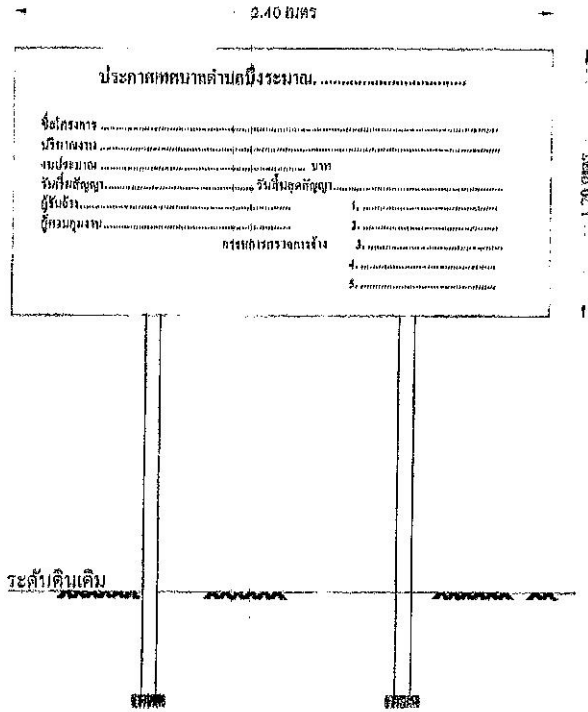 2.40 เมตร
ประกาศเทศบาลตำบลบึงระมาณ. ........................................
ชื่อโครงการ ........................................
ปริมาณงาน ........................................
งบประมาณ ........................................ บาท
วันเริ่มสัญญา........................................ วันสิ้นสุดสัญญา........................................
ผู้รับจ้าง........................................ 1. ........................................
ผู้ควบคุมงาน........................................ 2. ........................................
กรรมการตรวจการจ้าง 3. ........................................
4. ........................................
5. ........................................
1.20 เมตร
ระดับดินเดิม